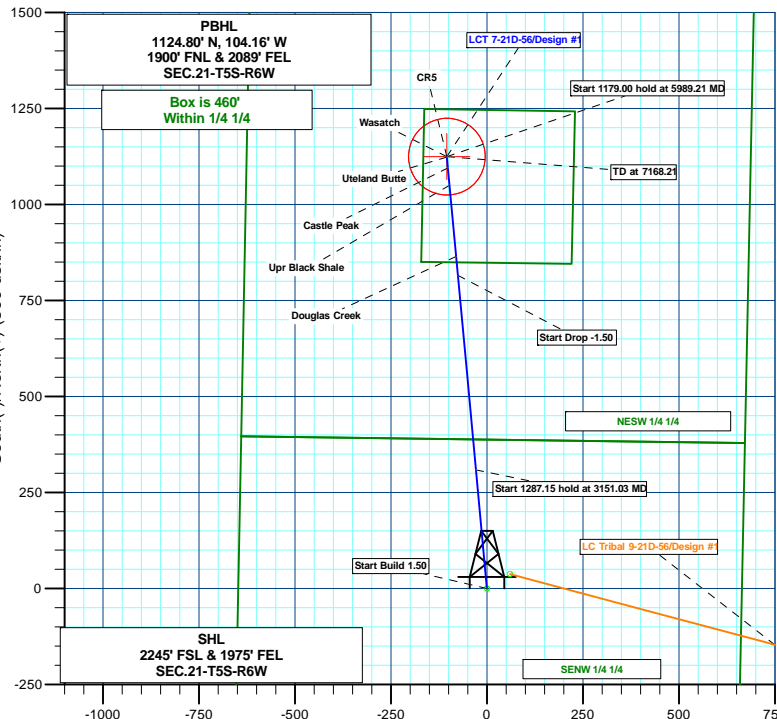 1500
PBHL
1124.80' N, 104.16' W
1900' FNL & 2089' FEL
SEC.21-T5S-R6W
LCT 7-21D-56/Design #1
CR5
Start 1179.00 hold at 5989.21 MD
1250
Box is 460'
Within 1/4 1/4
Wasatch
TD at 7168.21
Uteland Butte
1000
Castle Peak
Upr Black Shale
Douglas Creek
750
Start Drop -1.50
500
NESW 1/4 1/4
250
Start 1287.15 hold at 3151.03 MD
LC Tribal 9-21D-56/Design #1
Start Build 1.50
0
SHL
2245' FSL & 1975' FEL
SEC.21-T5S-R6W
SENW 1/4 1/4
-250
-1000
-750
-500
-250
0
250
500
75